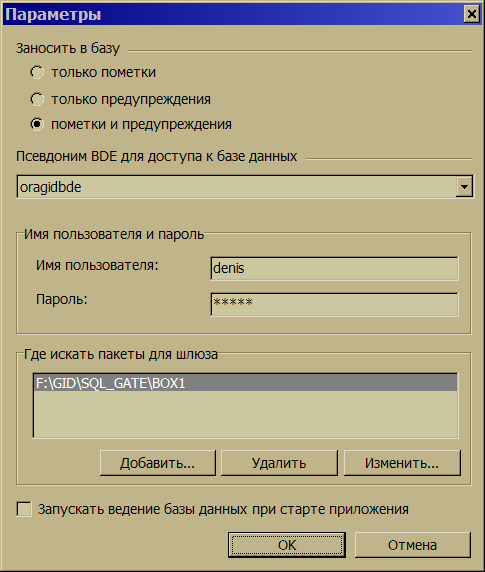 Параметры
Заносить в базу
только пометки
только предупреждения
пометки и предупреждения
Псевдоним BDE для доступа к базе данных
oragidbde
Имя пользователя и пароль
Имя пользователя:
denis
Пароль:
*****
Где искать пакеты для шлюза
F:\GID\SQL_GATE\BOX1
Добавить...
Удалить
Изменить...
Запускать ведение базы данных при старте приложения
OK
Отмена